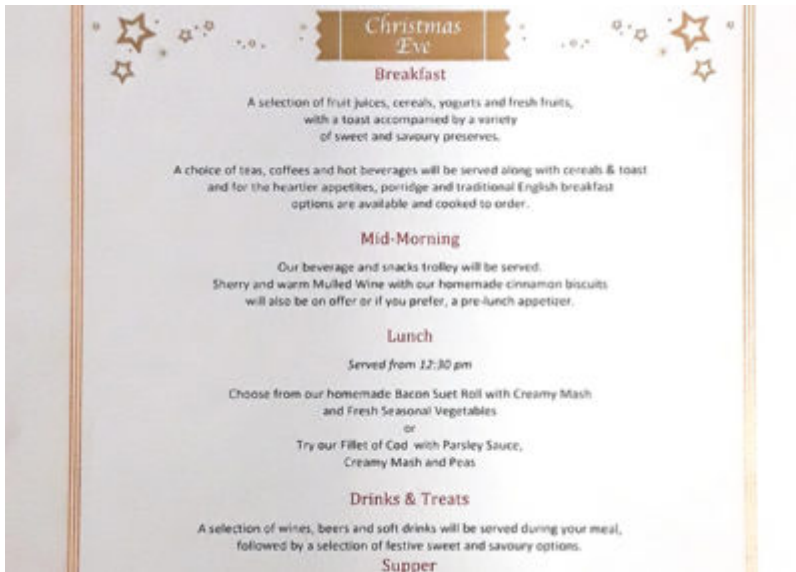 Christmas
Eve
Breakfast
A selection of fruit juices, cereals, yogurts and fresh fruits,
with a toast accompanied by a variety
of sweet and savoury preserves.
A choice of teas, coffees and hot beverages will be served along with cereals & toast
and for the heartier appetites, porridge and traditional English breakfast
options are available and cooked to order.
Mid-Morning
Our beverage and snacks trolley will be served.
Sherry and warm Mulled Wine with our homemade cinnamon biscuits
will also be on offer or if you prefer, a pre-lunch appetizer.
Lunch
Served from 12:30 pm
Choose from our homemade Bacon Suet Roll with Creamy Mash
and Fresh Seasonal Vegetables
or
Try our Fillet of Cod with Parsley Sauce,
Creamy Mash and Peas
Drinks & Treats
A selection of wines, beers and soft drinks will be served during your meal,
followed by a selection of festive sweet and savoury options.
Supper